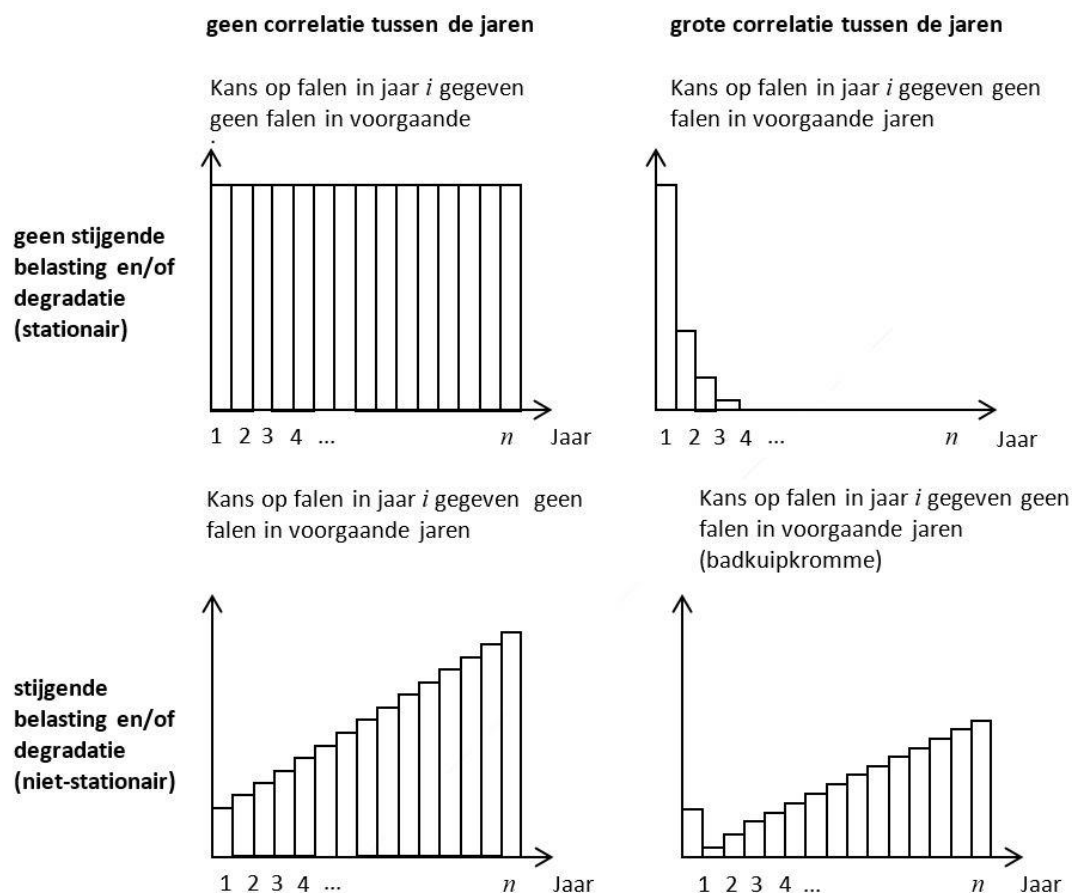 geen correlatie tussen de jaren
grote correlatie tussen de jaren
Kans op falen in jaar i gegeven
geen falen in voorgaande
Kans op falen in jaar i gegeven geen
falen in voorgaande jaren
geen stijgende
belasting en/of
degradatie
(stationair)
1 2 3 4 ... n Jaar
1 2 3 4 ... n Jaar
Kans op falen in jaar i gegeven geen
falen in voorgaande jaren
Kans op falen in jaar i gegeven geen
falen in voorgaande jaren
(badkuipkromme)
stijgende
belasting en/of
degradatie
(niet-stationair)
1 2 3 4 ... n Jaar
1 2 3 4 ... n Jaar